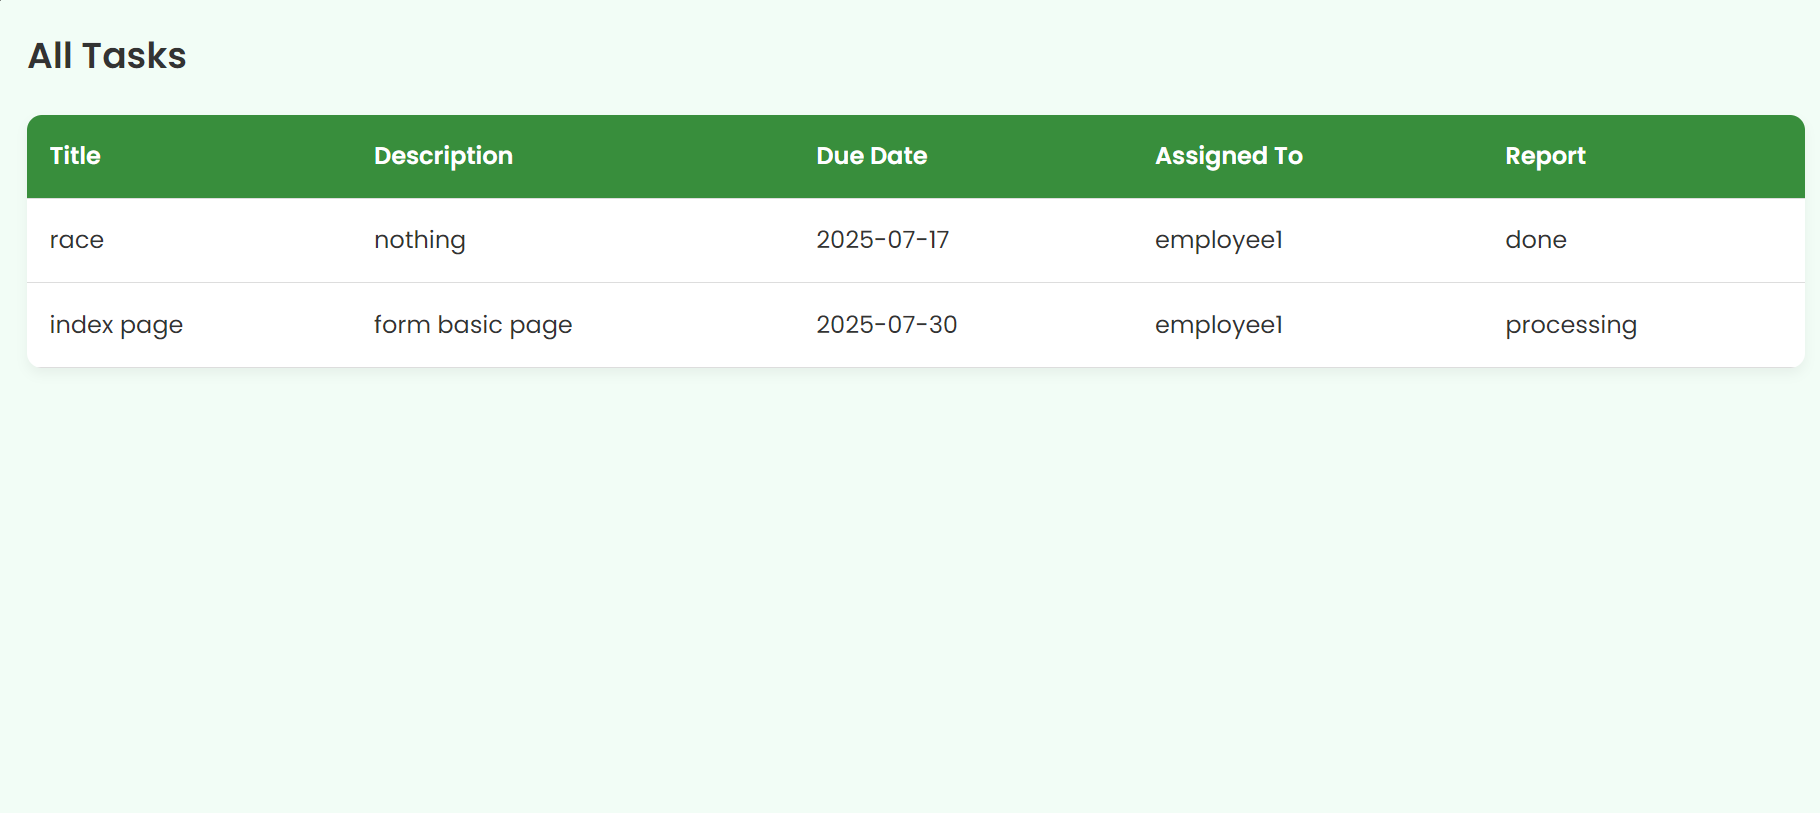 All Tasks
Title Description Due Date Assigned To Report
race nothing 2025-07-17 employee1 done
index page form basic page 2025-07-30 employee1 processing